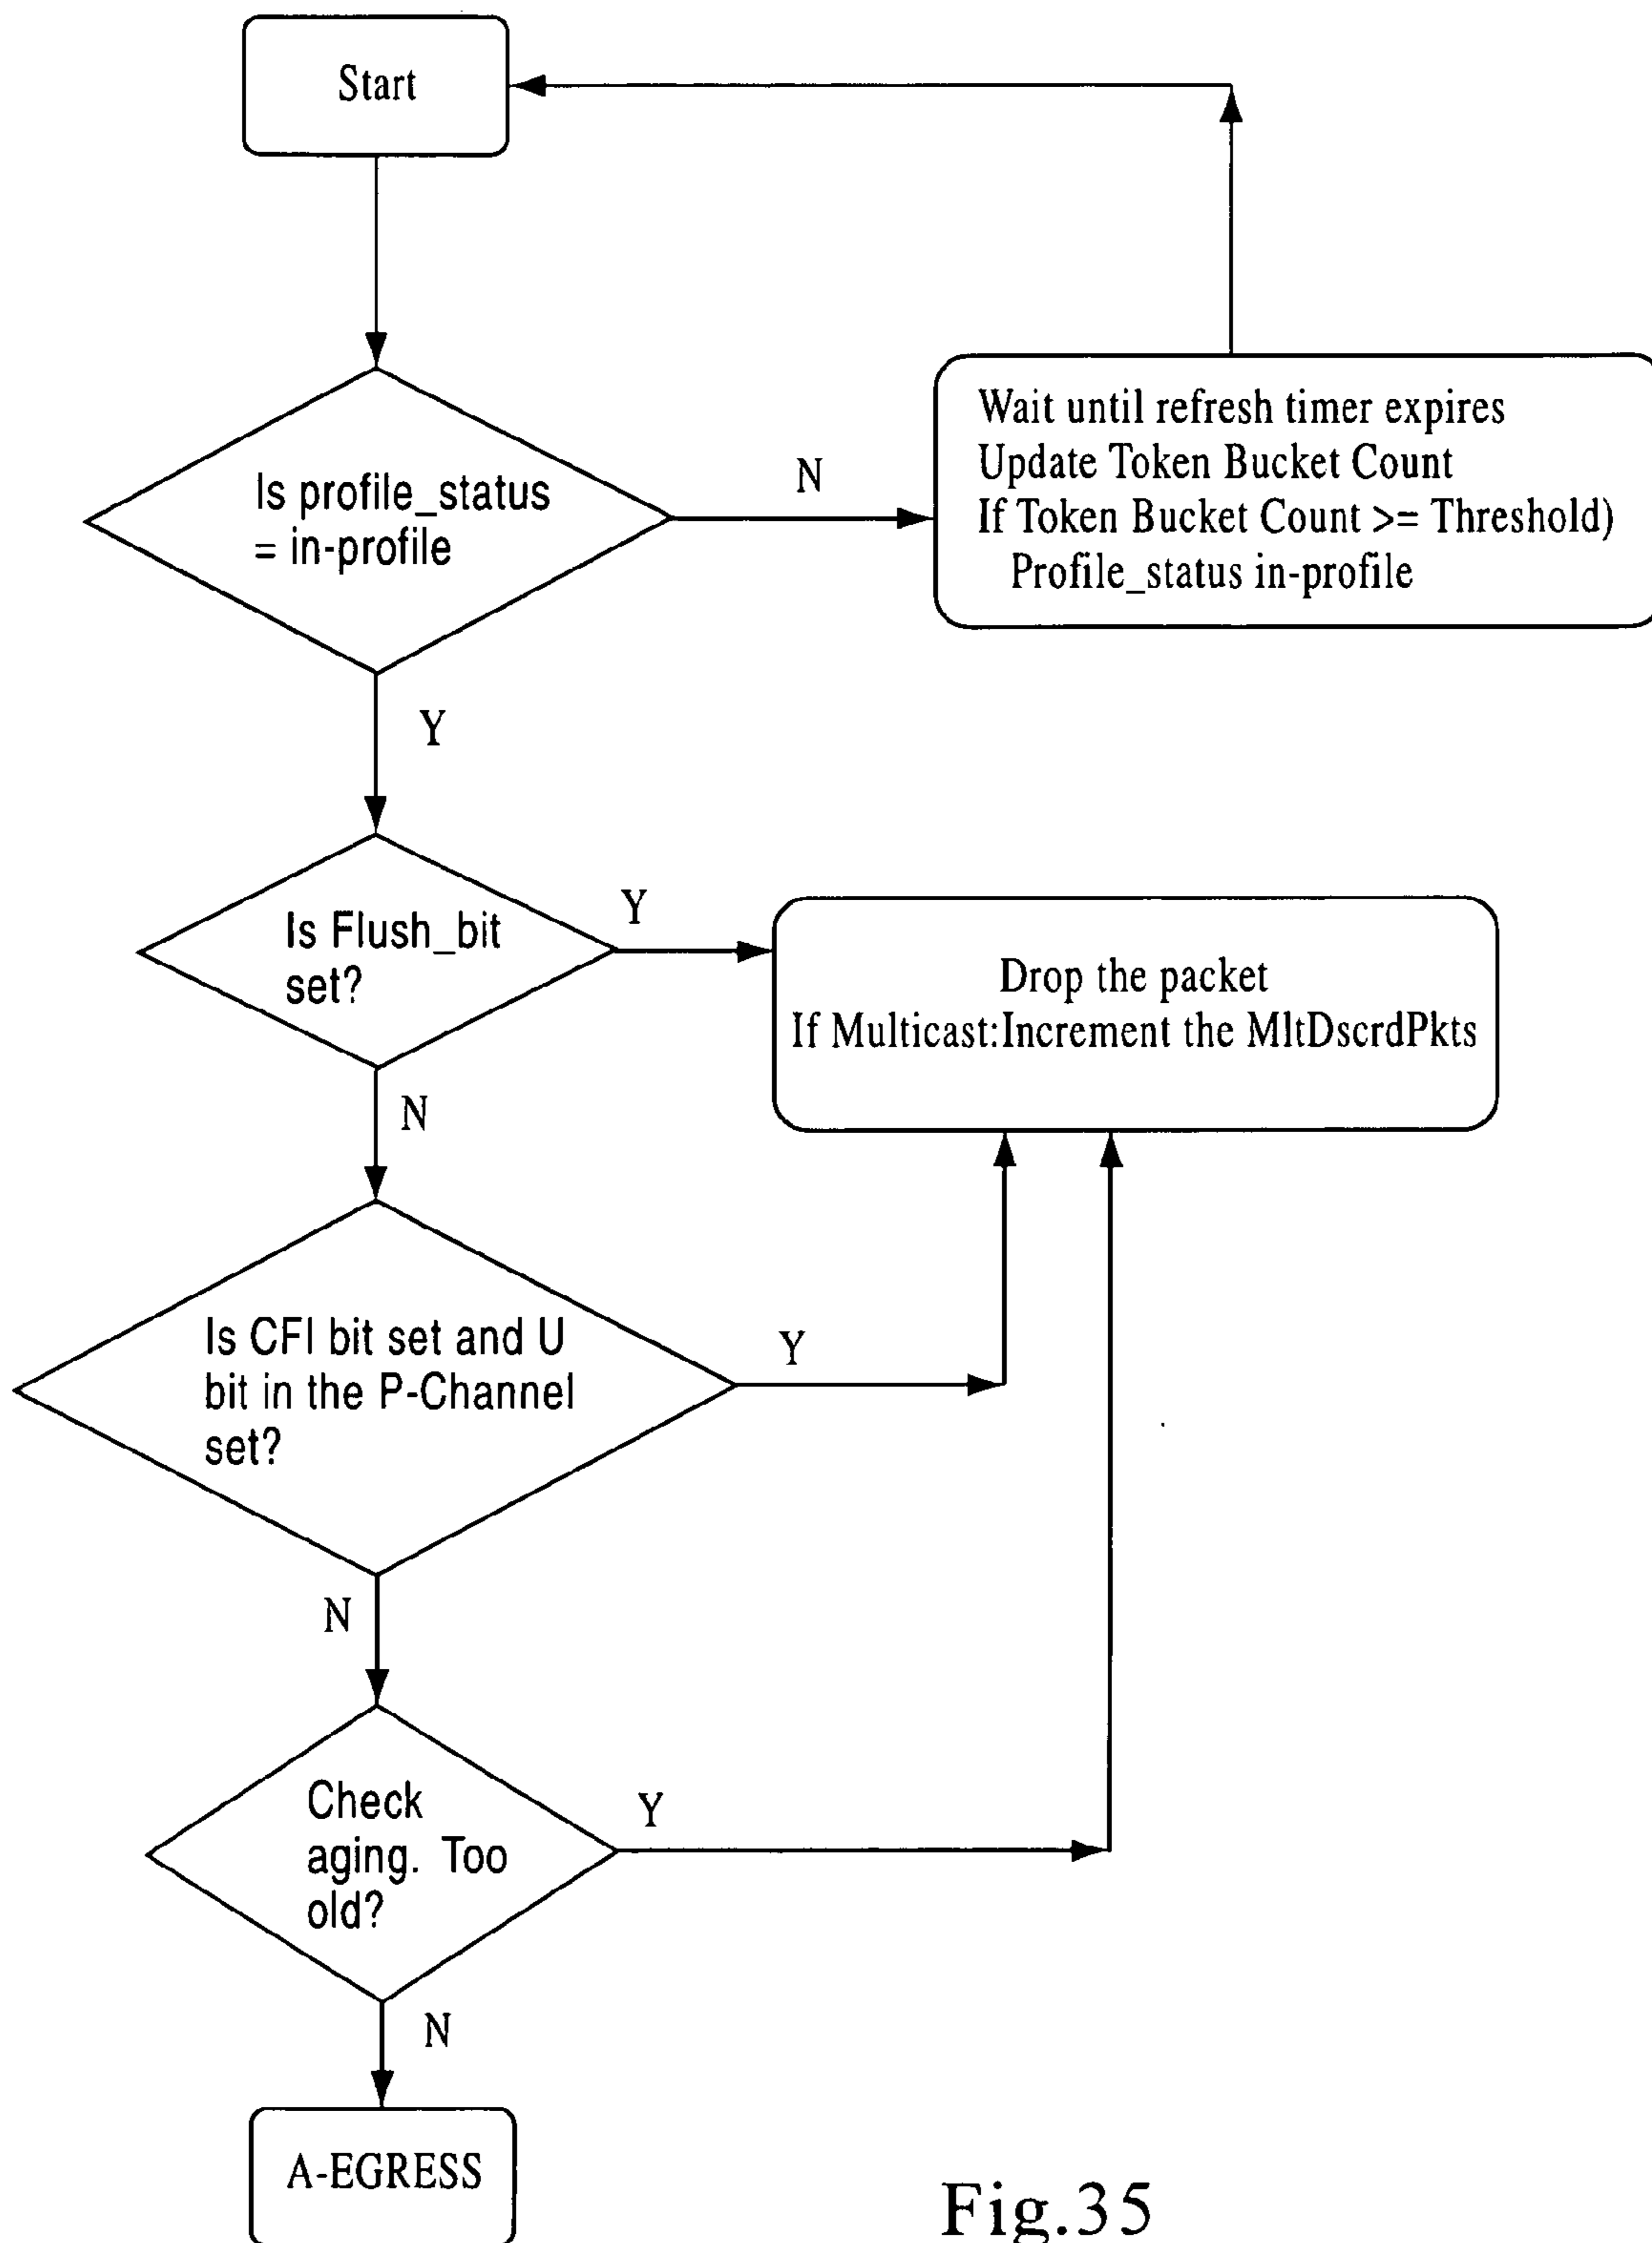 Start
Is profile_status
= in-profile
N
Wait until refresh timer expires
Update Token Bucket Count
If Token Bucket Count >= Threshold)
Profile_status in-profile
Y
Is Flush_bit
set?
Y
Drop the packet
If Multicast:Increment the MltDscrdPkts
N
Is CFI bit set and U
bit in the P-Channel
set?
Y
N
Check
aging. Too
old?
Y
N
A-EGRESS
Fig.35